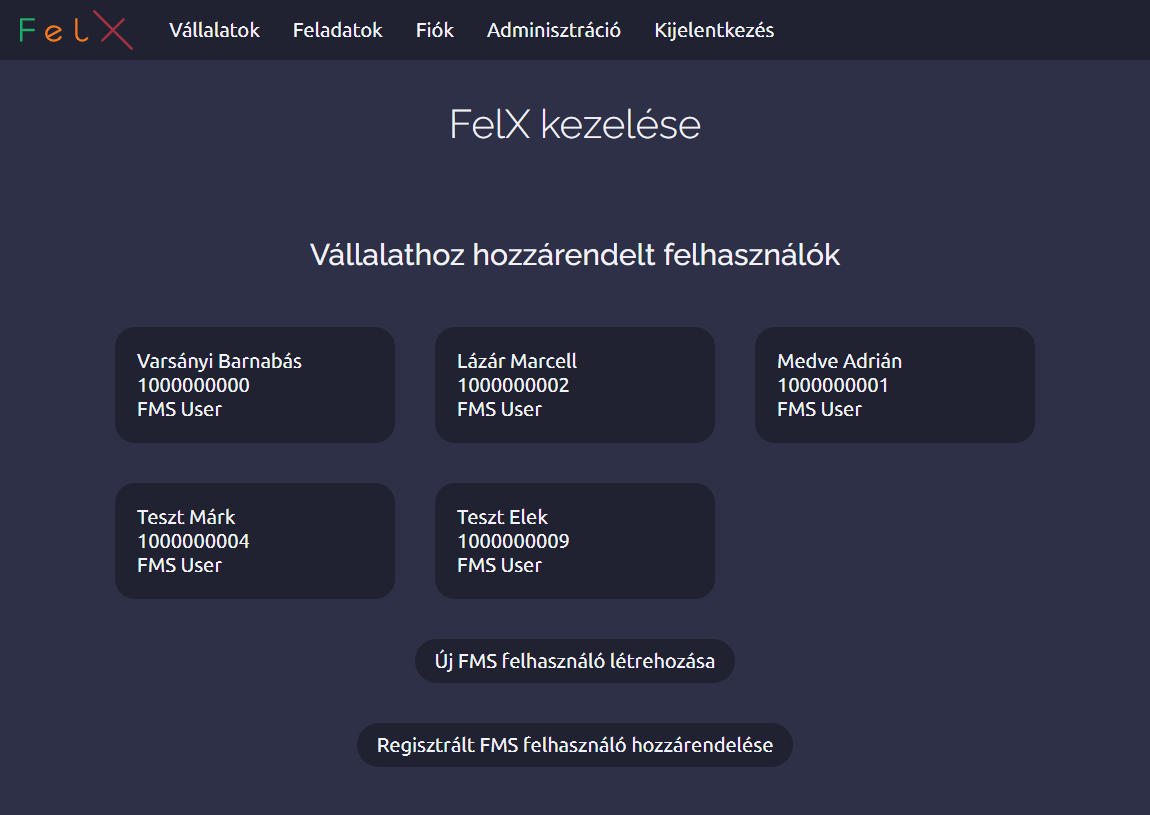 FelX
Vállalatok
Feladatok
Fiók
Adminisztráció
Kijelentkezés
FelX kezelése
Vállalathoz hozzárendelt felhasználók
Varsányi Barnabás
1000000000
FMS User
Lázár Marcell
1000000002
FMS User
Medve Adrián
1000000001
FMS User
Teszt Márk
1000000004
FMS User
Teszt Elek
1000000009
FMS User
Új FMS felhasználó létrehozása
Regisztrált FMS felhasználó hozzárendelése